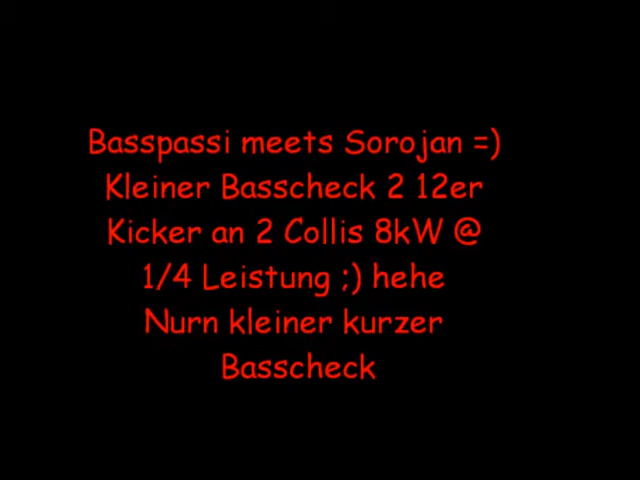 Basspassi meets Sorojan =)
Kleiner Basscheck 2 12er
Kicker an 2 Collis 8kW @
1/4 Leistung ;) hehe
Nurn kleiner kurzer
Basscheck